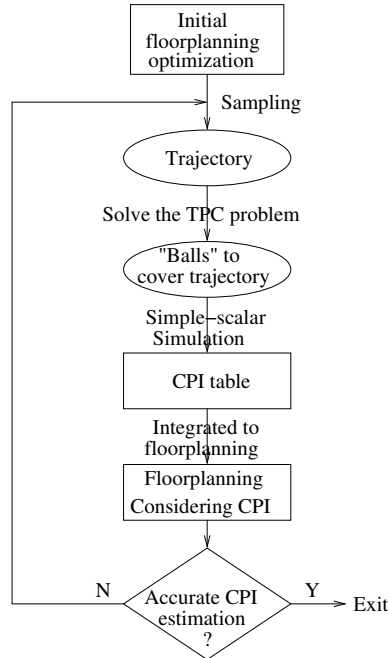 Initial
floorplanning
optimization
Sampling
Trajectory
Solve the TPC problem
"Balls" to
cover trajectory
Simple-scalar
Simulation
CPI table
Integrated to
floorplanning
Floorplanning
Considering CPI
N
Y
Accurate CPI
estimation
?
Exit